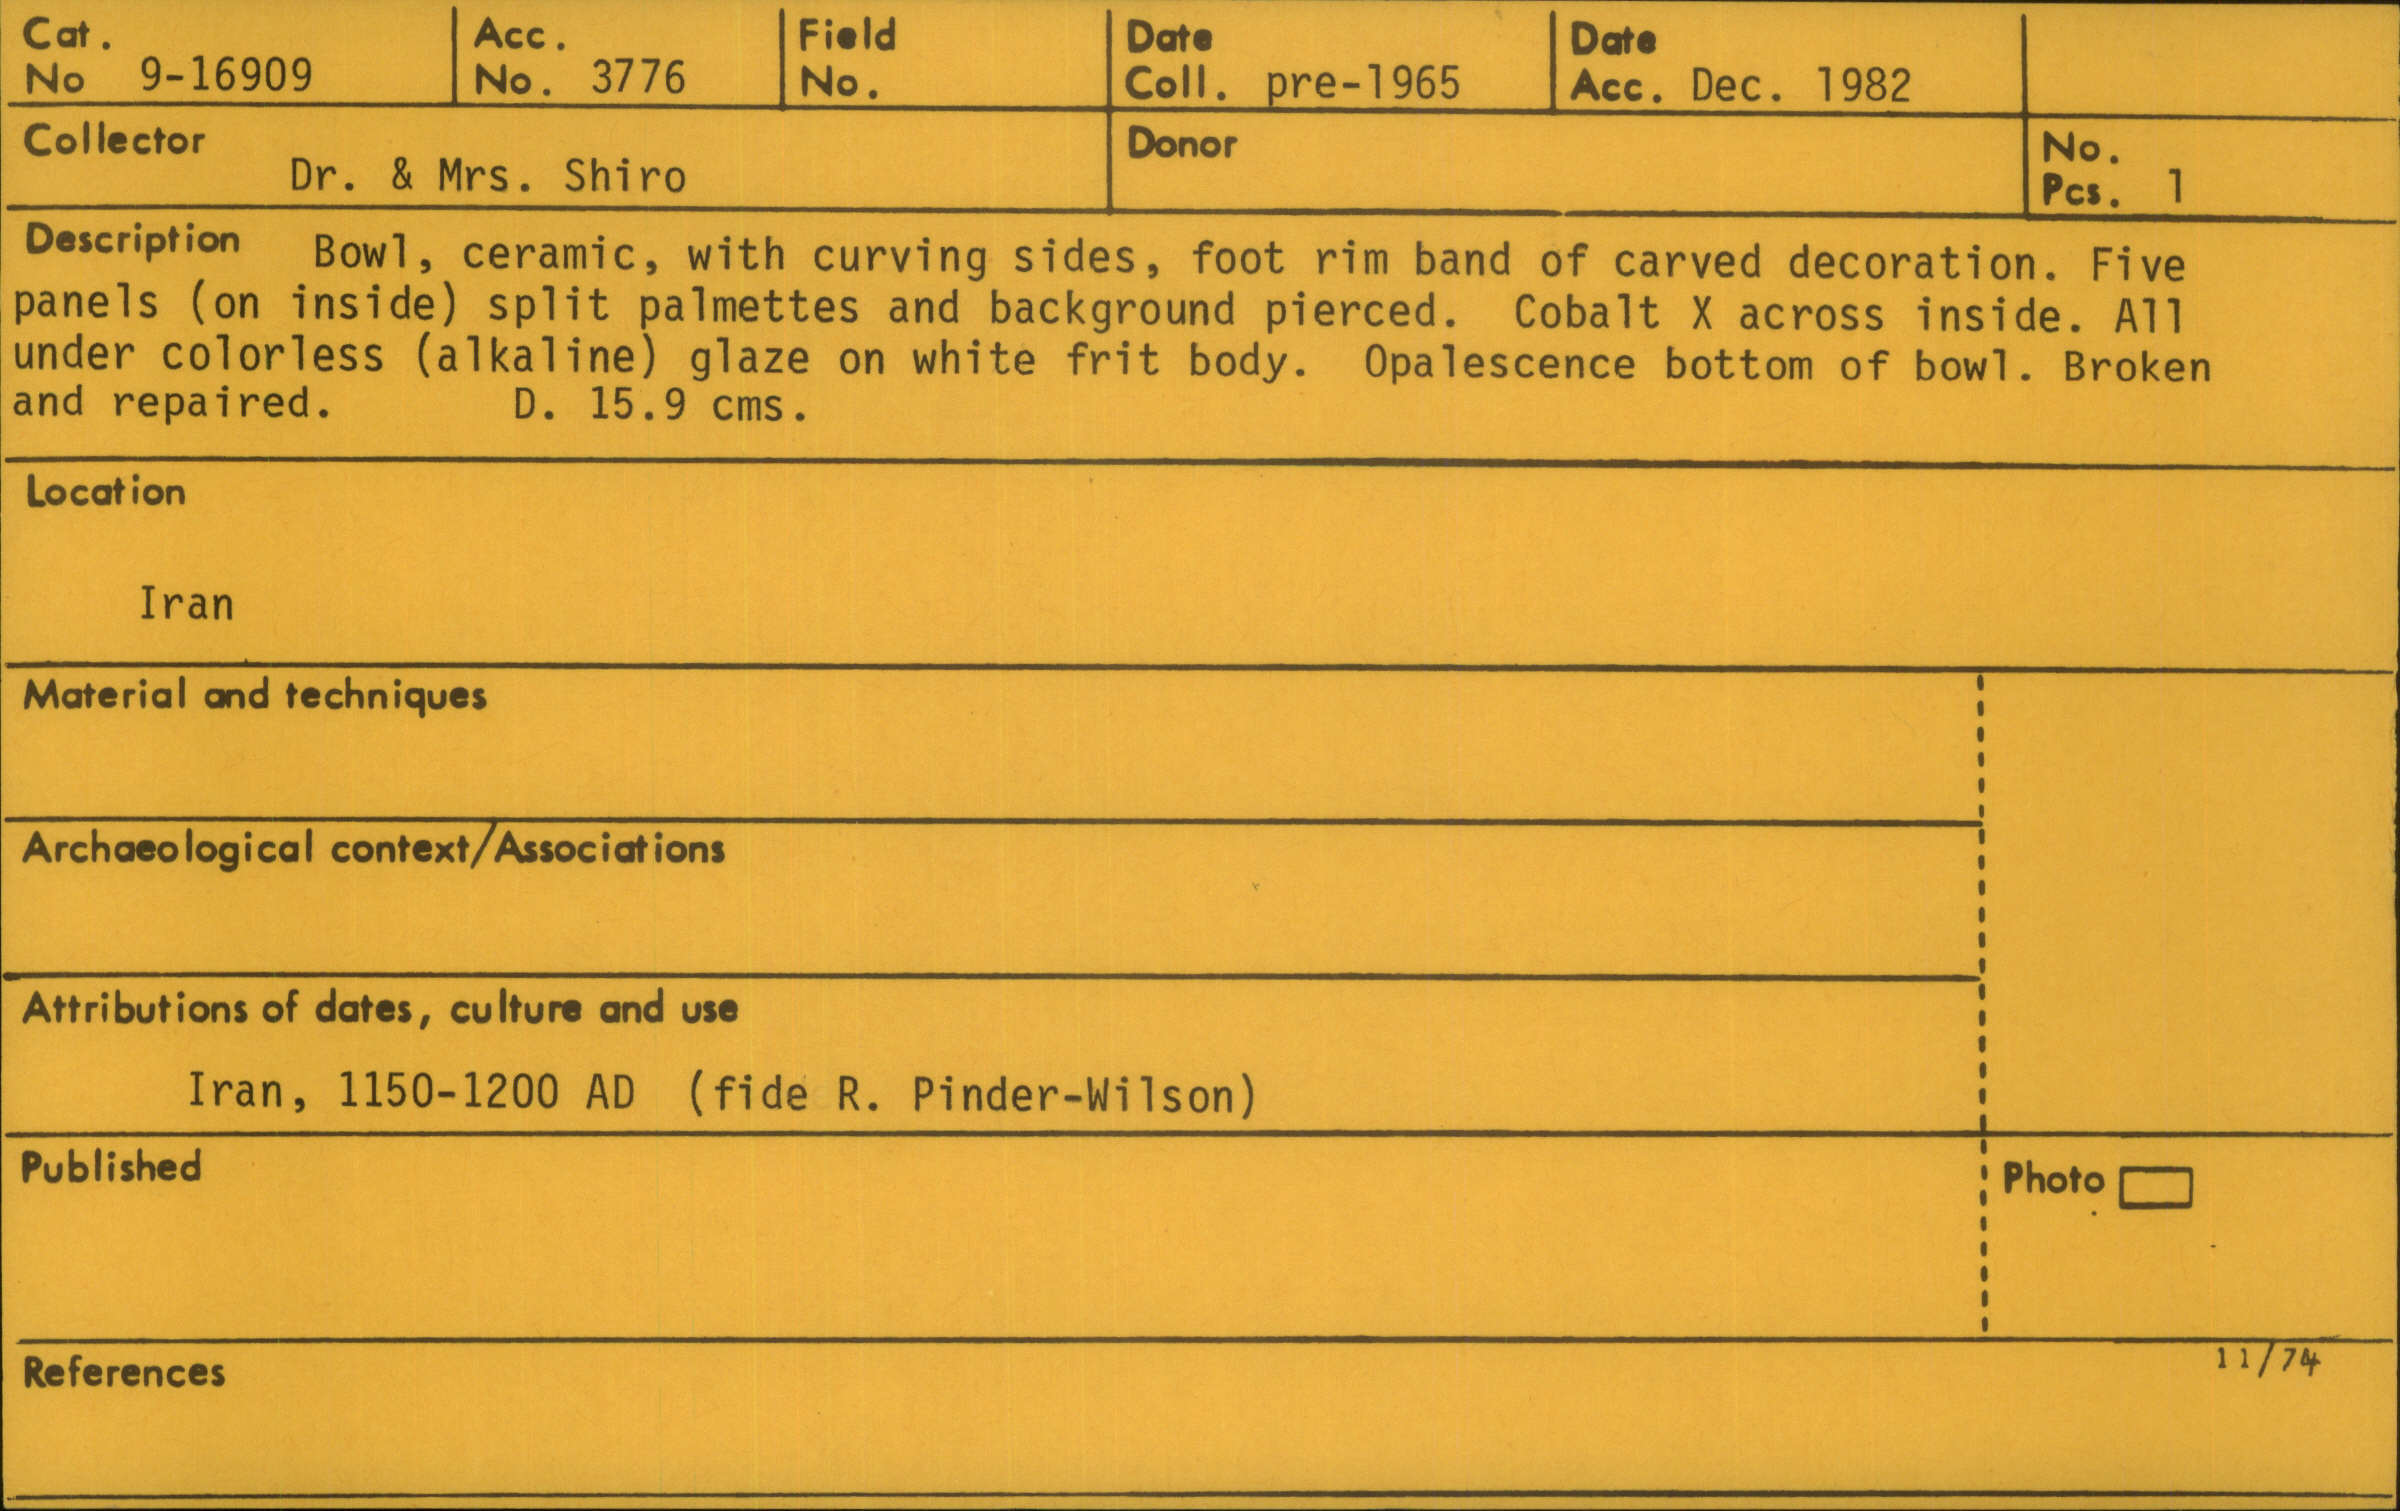 Cat. No 9-16909
Acc. No. 3776
Field No.
Date Coll. pre-1965
Date Acc. Dec. 1982
Collector
Dr. & Mrs. Shiro
Donor
No. Pcs. 1
Description Bowl, ceramic, with curving sides, foot rim band of carved decoration. Five
panels (on inside) split palmettes and background pierced. Cobalt X across inside. All
under colorless (alkaline) glaze on white frit body. Opalescence bottom of bowl. Broken
and repaired. D. 15.9 cms.
Location
Iran
Material and techniques
Archaeological context/Associations
Attributions of dates, culture and use
Iran, 1150-1200 AD (fide R. Pinder-Wilson)
Published
Photo
References
11/74